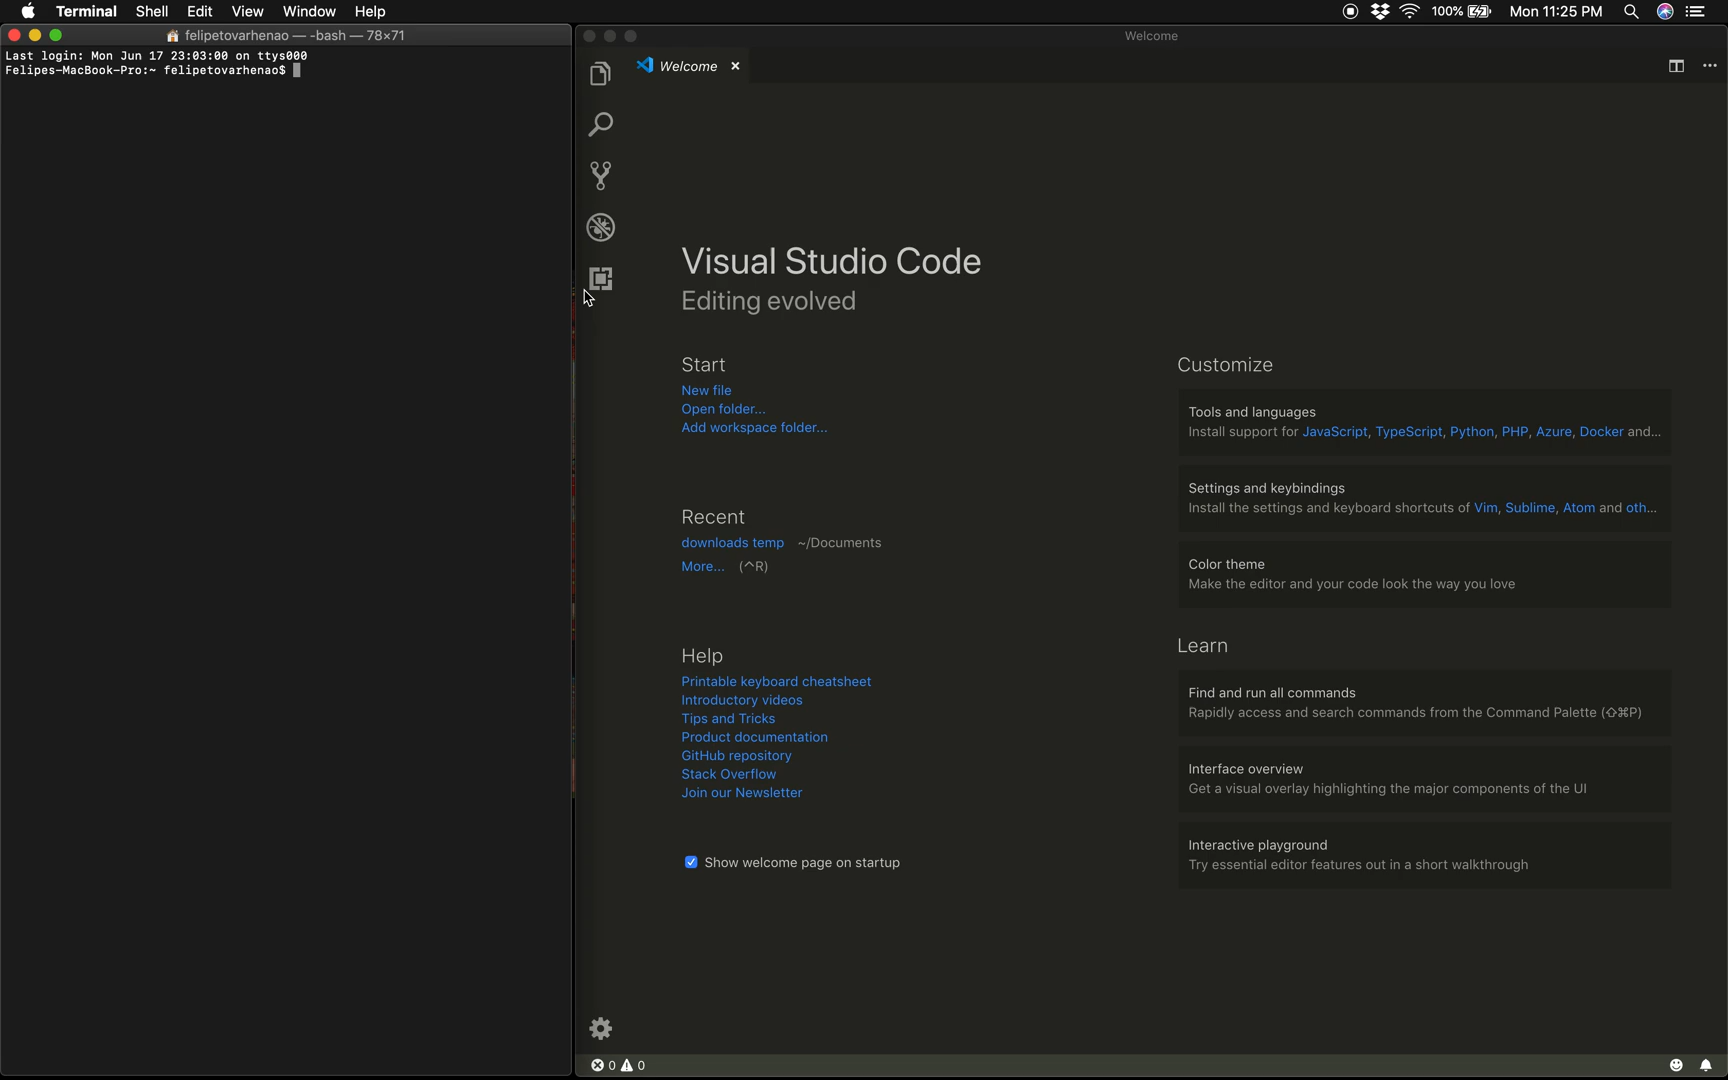 Terminal Shell Edit View Window Help
100% Mon 11:25 PM
felipetovarhenao — -bash — 78×71
Last login: Mon Jun 17 23:03:00 on ttys000
Felipes-MacBook-Pro:~ felipetovarhenao$
Welcome
Welcome ×
Visual Studio Code
Editing evolved
Start
New file
Open folder...
Add workspace folder...
Recent
downloads temp ~/Documents
More... (^R)
Help
Printable keyboard cheatsheet
Introductory videos
Tips and Tricks
Product documentation
GitHub repository
Stack Overflow
Join our Newsletter
Show welcome page on startup
Customize
Tools and languages
Install support for JavaScript, TypeScript, Python, PHP, Azure, Docker and...
Settings and keybindings
Install the settings and keyboard shortcuts of Vim, Sublime, Atom and oth...
Color theme
Make the editor and your code look the way you love
Learn
Find and run all commands
Rapidly access and search commands from the Command Palette (⇧⌘P)
Interface overview
Get a visual overlay highlighting the major components of the UI
Interactive playground
Try essential editor features out in a short walkthrough
0 0